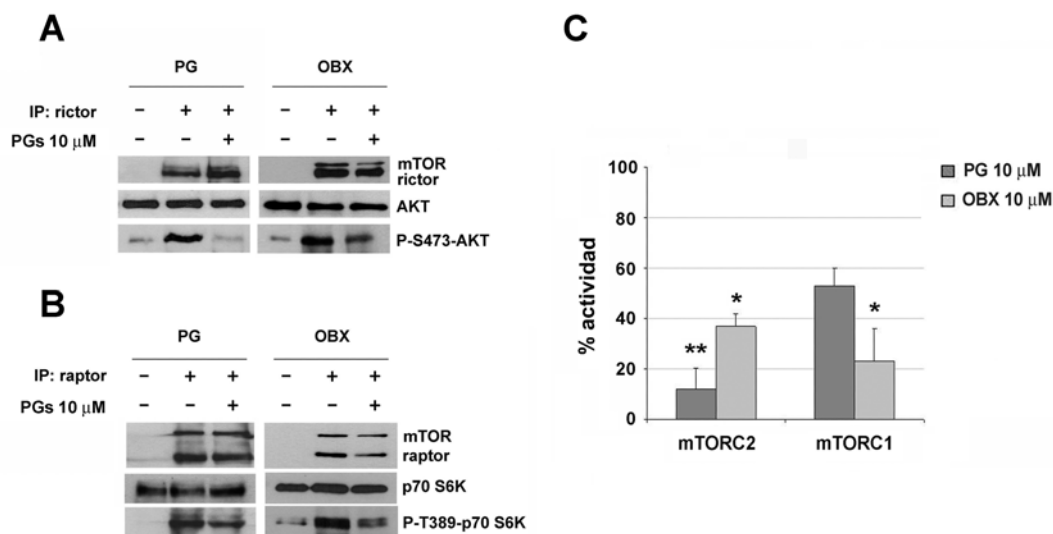 A
PG OBX
IP: rictor – + + – + +
PGs 10 μM – – + – – +
mTOR
rictor
AKT
P-S473-AKT
B
PG OBX
IP: raptor – + + – + +
PGs 10 μM – – + – – +
mTOR
raptor
p70 S6K
P-T389-p70 S6K
C
PG 10 μM
OBX 10 μM
% actividad
100
80
60
40
20
0
** * *
mTORC2 mTORC1